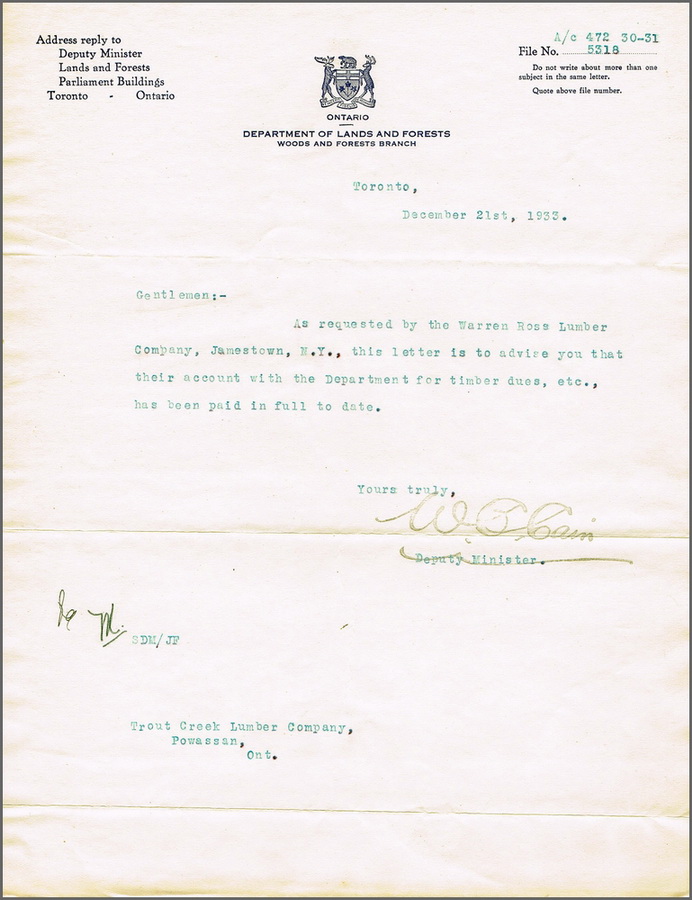 Address reply to
Deputy Minister
Lands and Forests
Parliament Buildings
Toronto - Ontario
A/c 472 30-31
File No. 5318
Do not write about more than one
subject in the same letter.
Quote above file number.
ONTARIO
DEPARTMENT OF LANDS AND FORESTS
WOODS AND FORESTS BRANCH
Toronto,
December 21st, 1933.
Gentlemen:-
As requested by the Warren Ross Lumber
Company, Jamestown, N.Y., this letter is to advise you that
their account with the Department for timber dues, etc.,
has been paid in full to date.
Yours truly,
W. C. Cain
Deputy Minister.
SDM/JF
Trout Creek Lumber Company,
Powassan,
Ont.